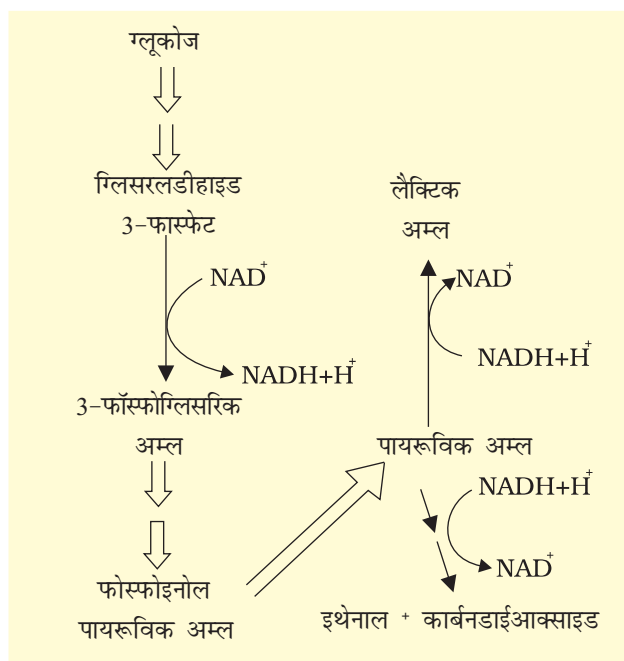 ग्लूकोज
ग्लिसरलडीहाइड
3-फास्फेट
NAD+
NADH+H+
3-फॉस्फोग्लिसरिक
अम्ल
फोस्फोइनोल
पायरूविक अम्ल
लैक्टिक
अम्ल
NAD+
NADH+H+
पायरूविक अम्ल
NADH+H+
NAD+
इथेनाल + कार्बनडाईआक्साइड